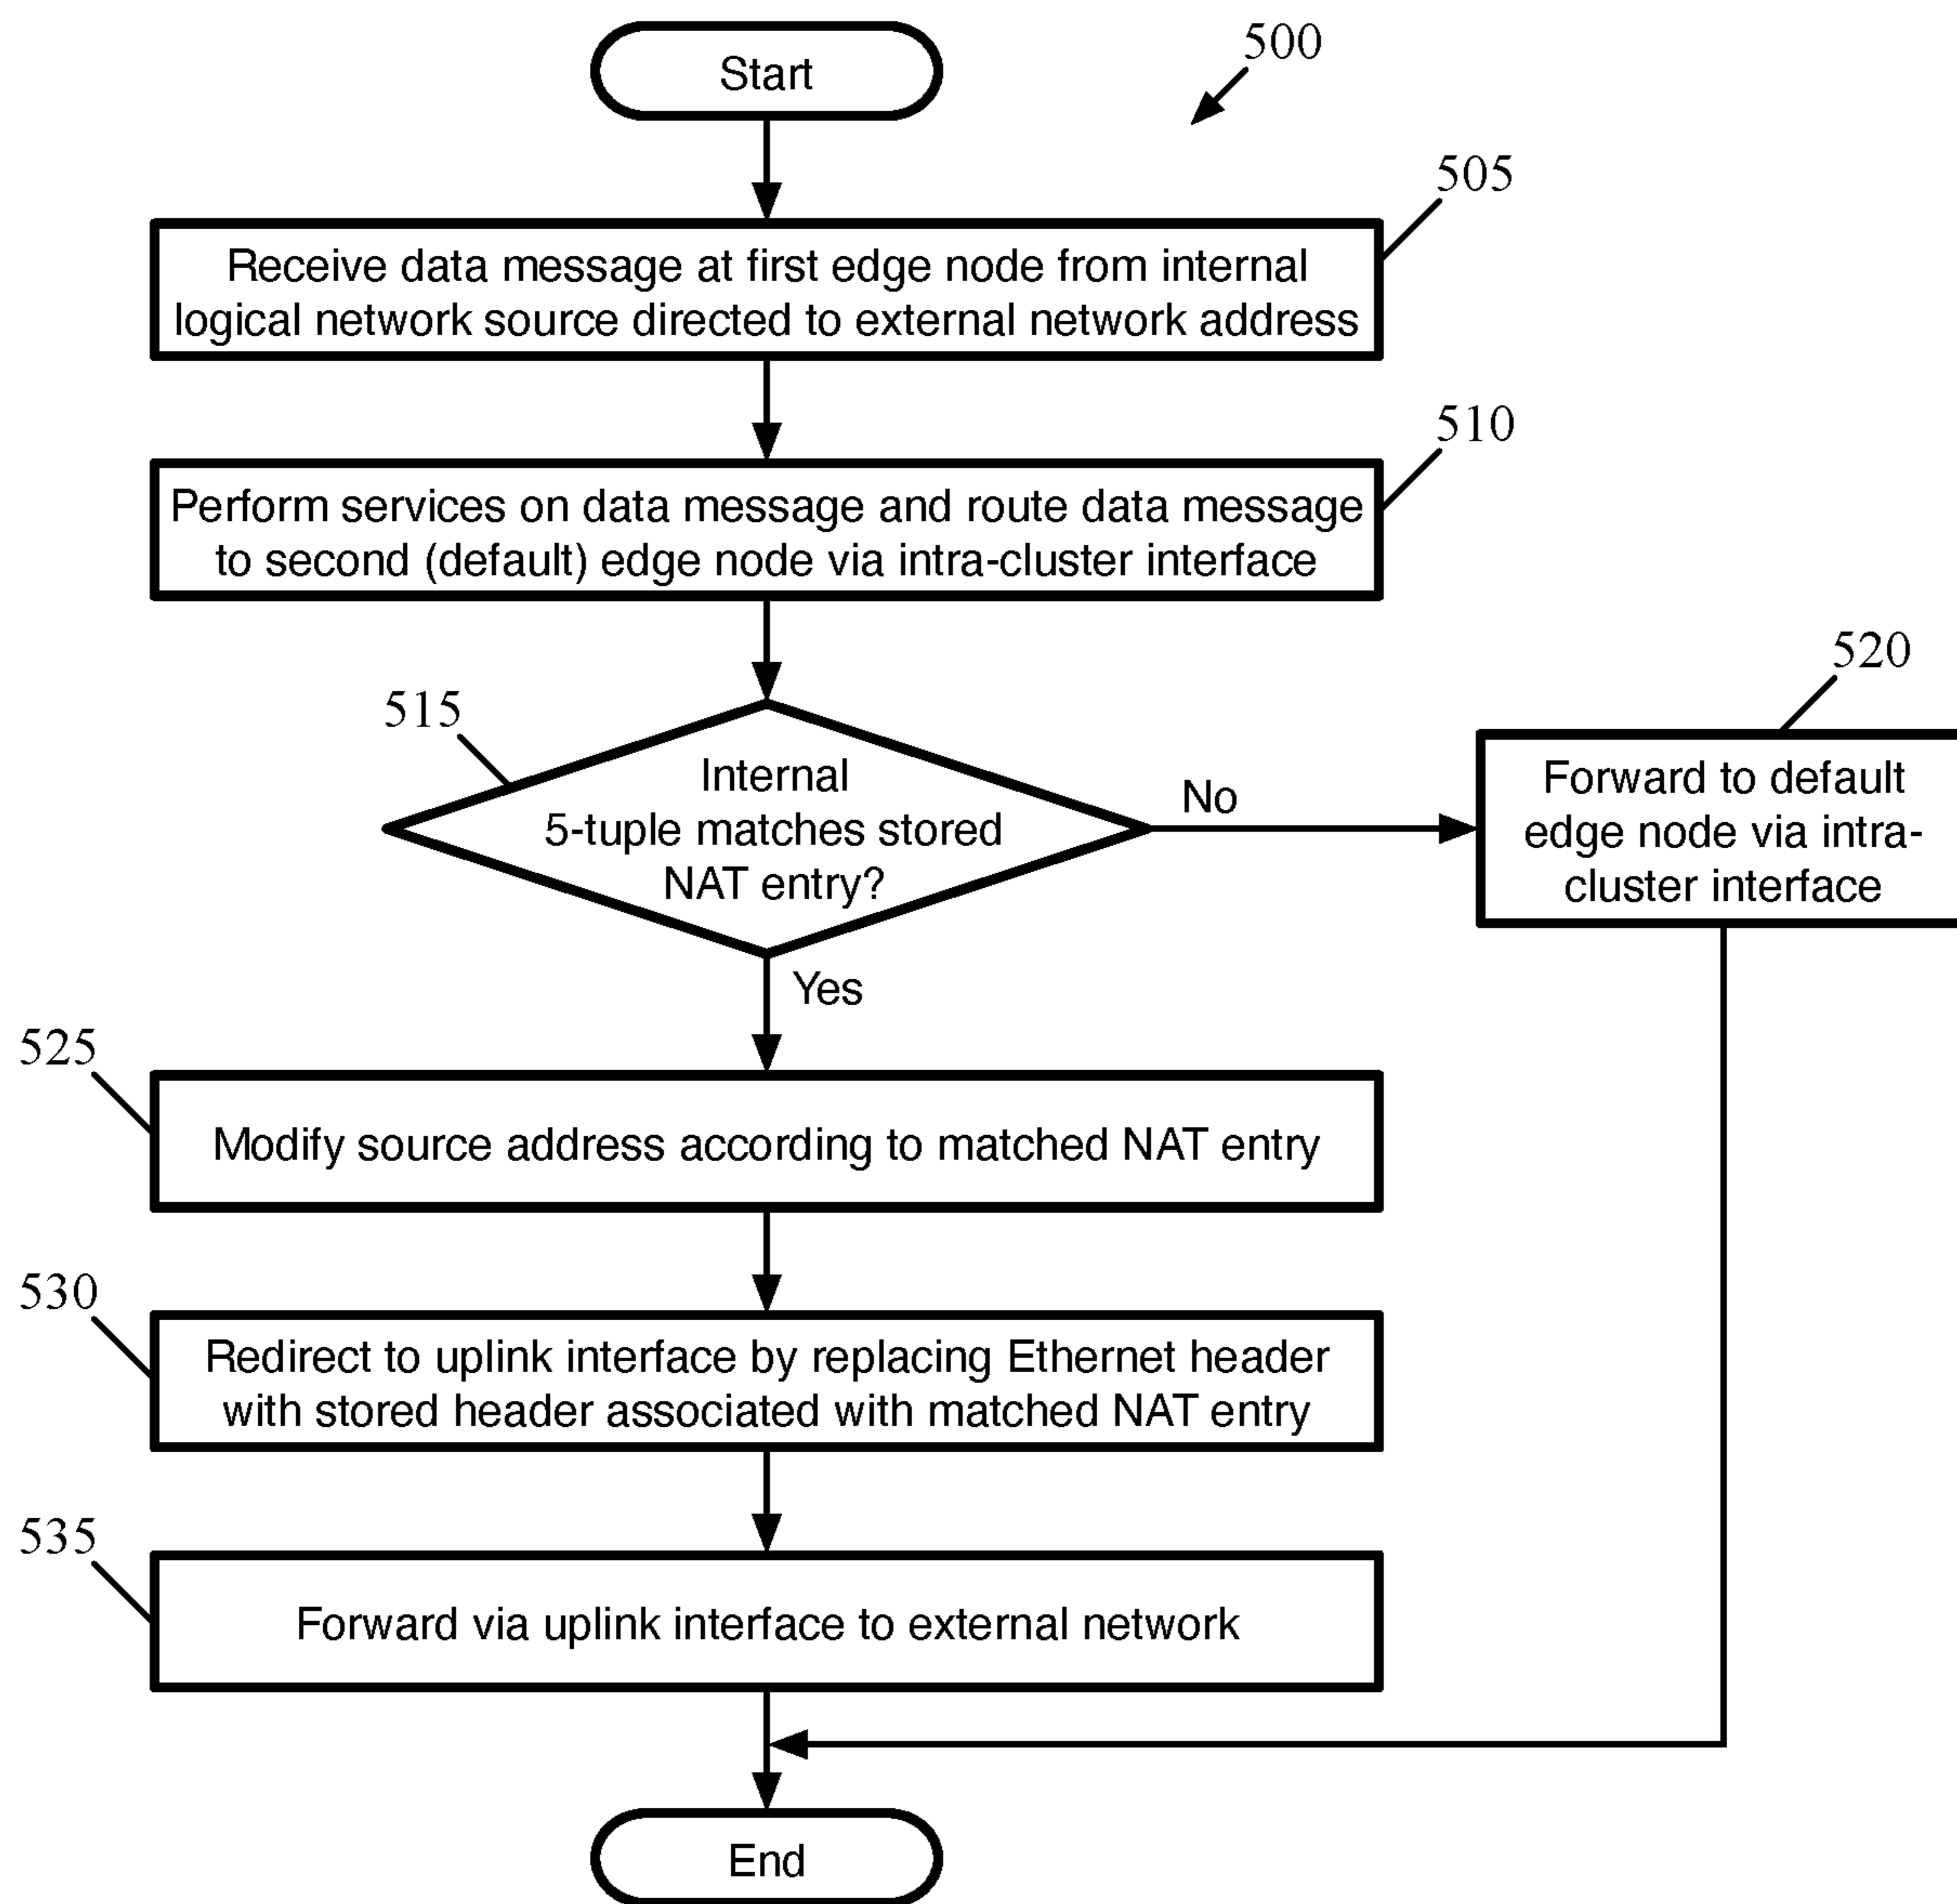 Start
500
505
Receive data message at first edge node from internal
logical network source directed to external network address
510
Perform services on data message and route data message
to second (default) edge node via intra-cluster interface
515
Internal
5-tuple matches stored
NAT entry?
No
520
Forward to default
edge node via intra-
cluster interface
Yes
525
Modify source address according to matched NAT entry
530
Redirect to uplink interface by replacing Ethernet header
with stored header associated with matched NAT entry
535
Forward via uplink interface to external network
End